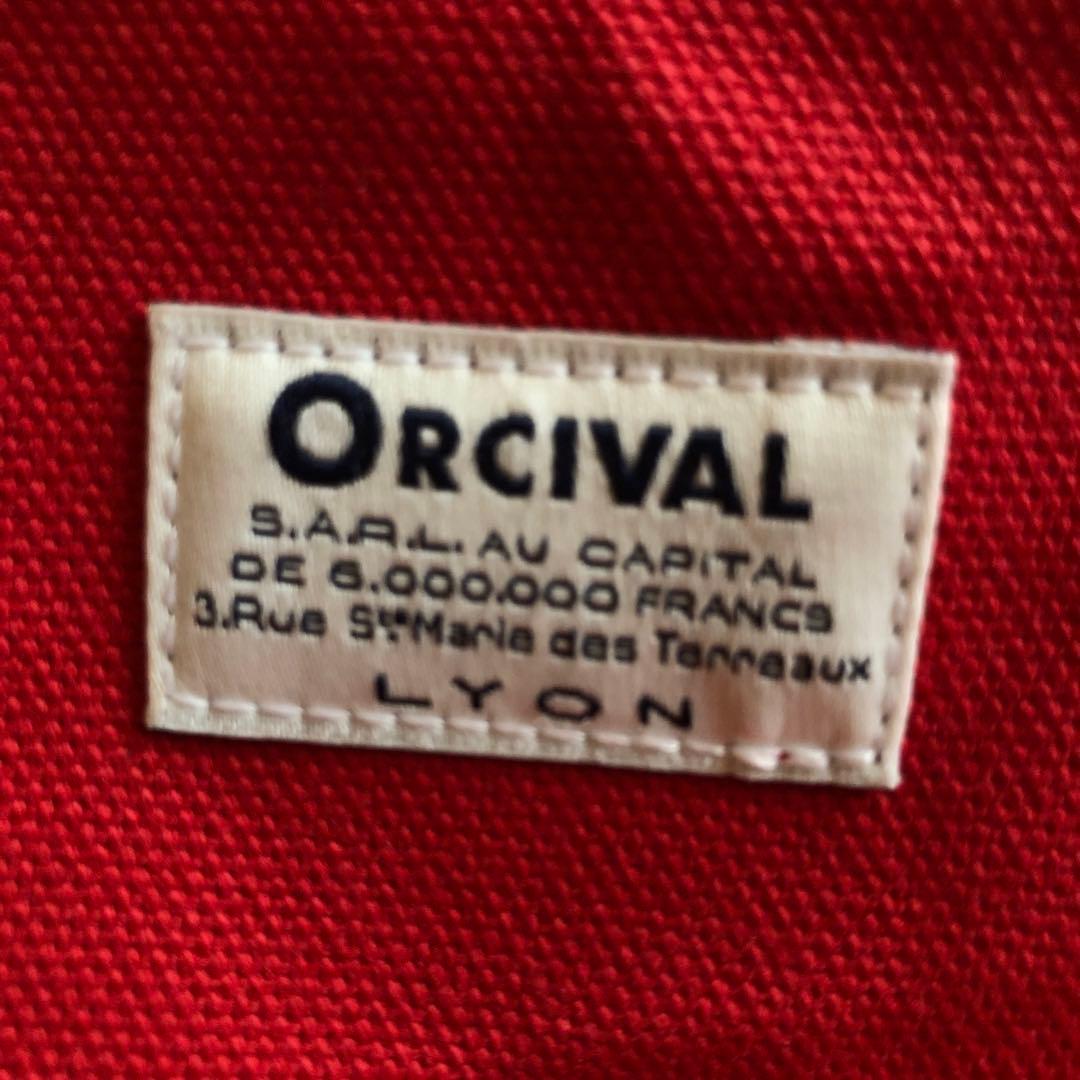 ORCIVAL
S.A.R.L. AU CAPITAL
DE 6.000.000 FRANCS
3.Rue Ste Marie des Terreaux
LYON